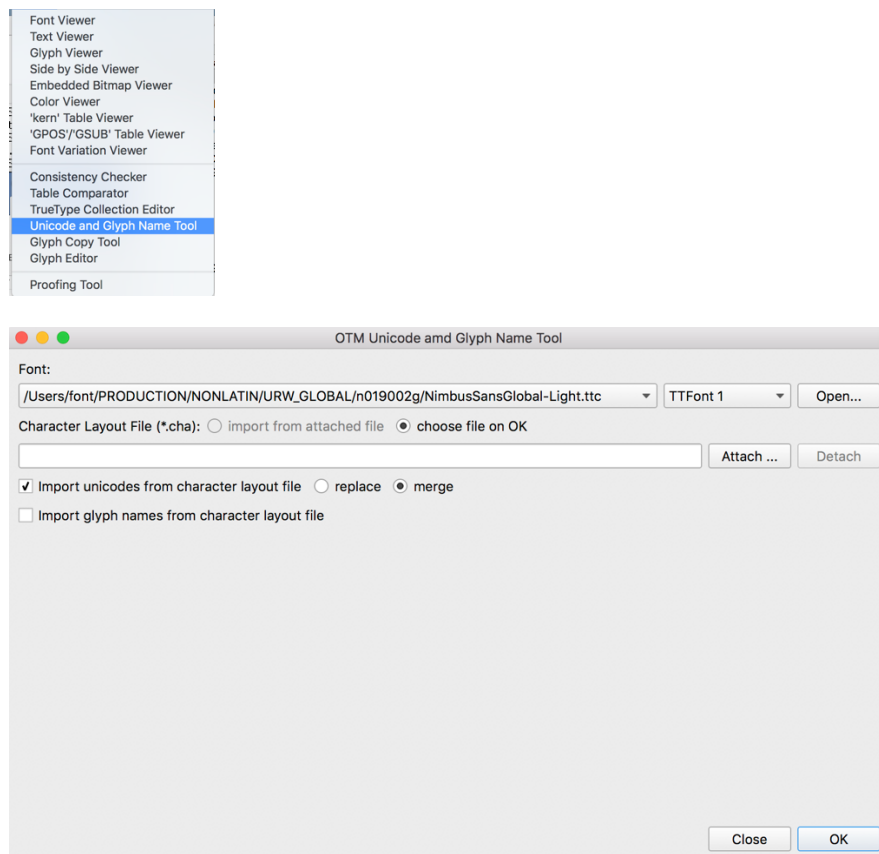 Font Viewer
Text Viewer
Glyph Viewer
Side by Side Viewer
Embedded Bitmap Viewer
Color Viewer
'kern' Table Viewer
'GPOS'/'GSUB' Table Viewer
Font Variation Viewer
Consistency Checker
Table Comparator
TrueType Collection Editor
Unicode and Glyph Name Tool
Glyph Copy Tool
Glyph Editor
Proofing Tool
OTM Unicode amd Glyph Name Tool
Font:
/Users/font/PRODUCTION/NONLATIN/URW_GLOBAL/n019002g/NimbusSansGlobal-Light.ttc TTFont 1 Open...
Character Layout File (*.cha): import from attached file choose file on OK
Attach ... Detach
Import unicodes from character layout file replace merge
Import glyph names from character layout file
Close OK